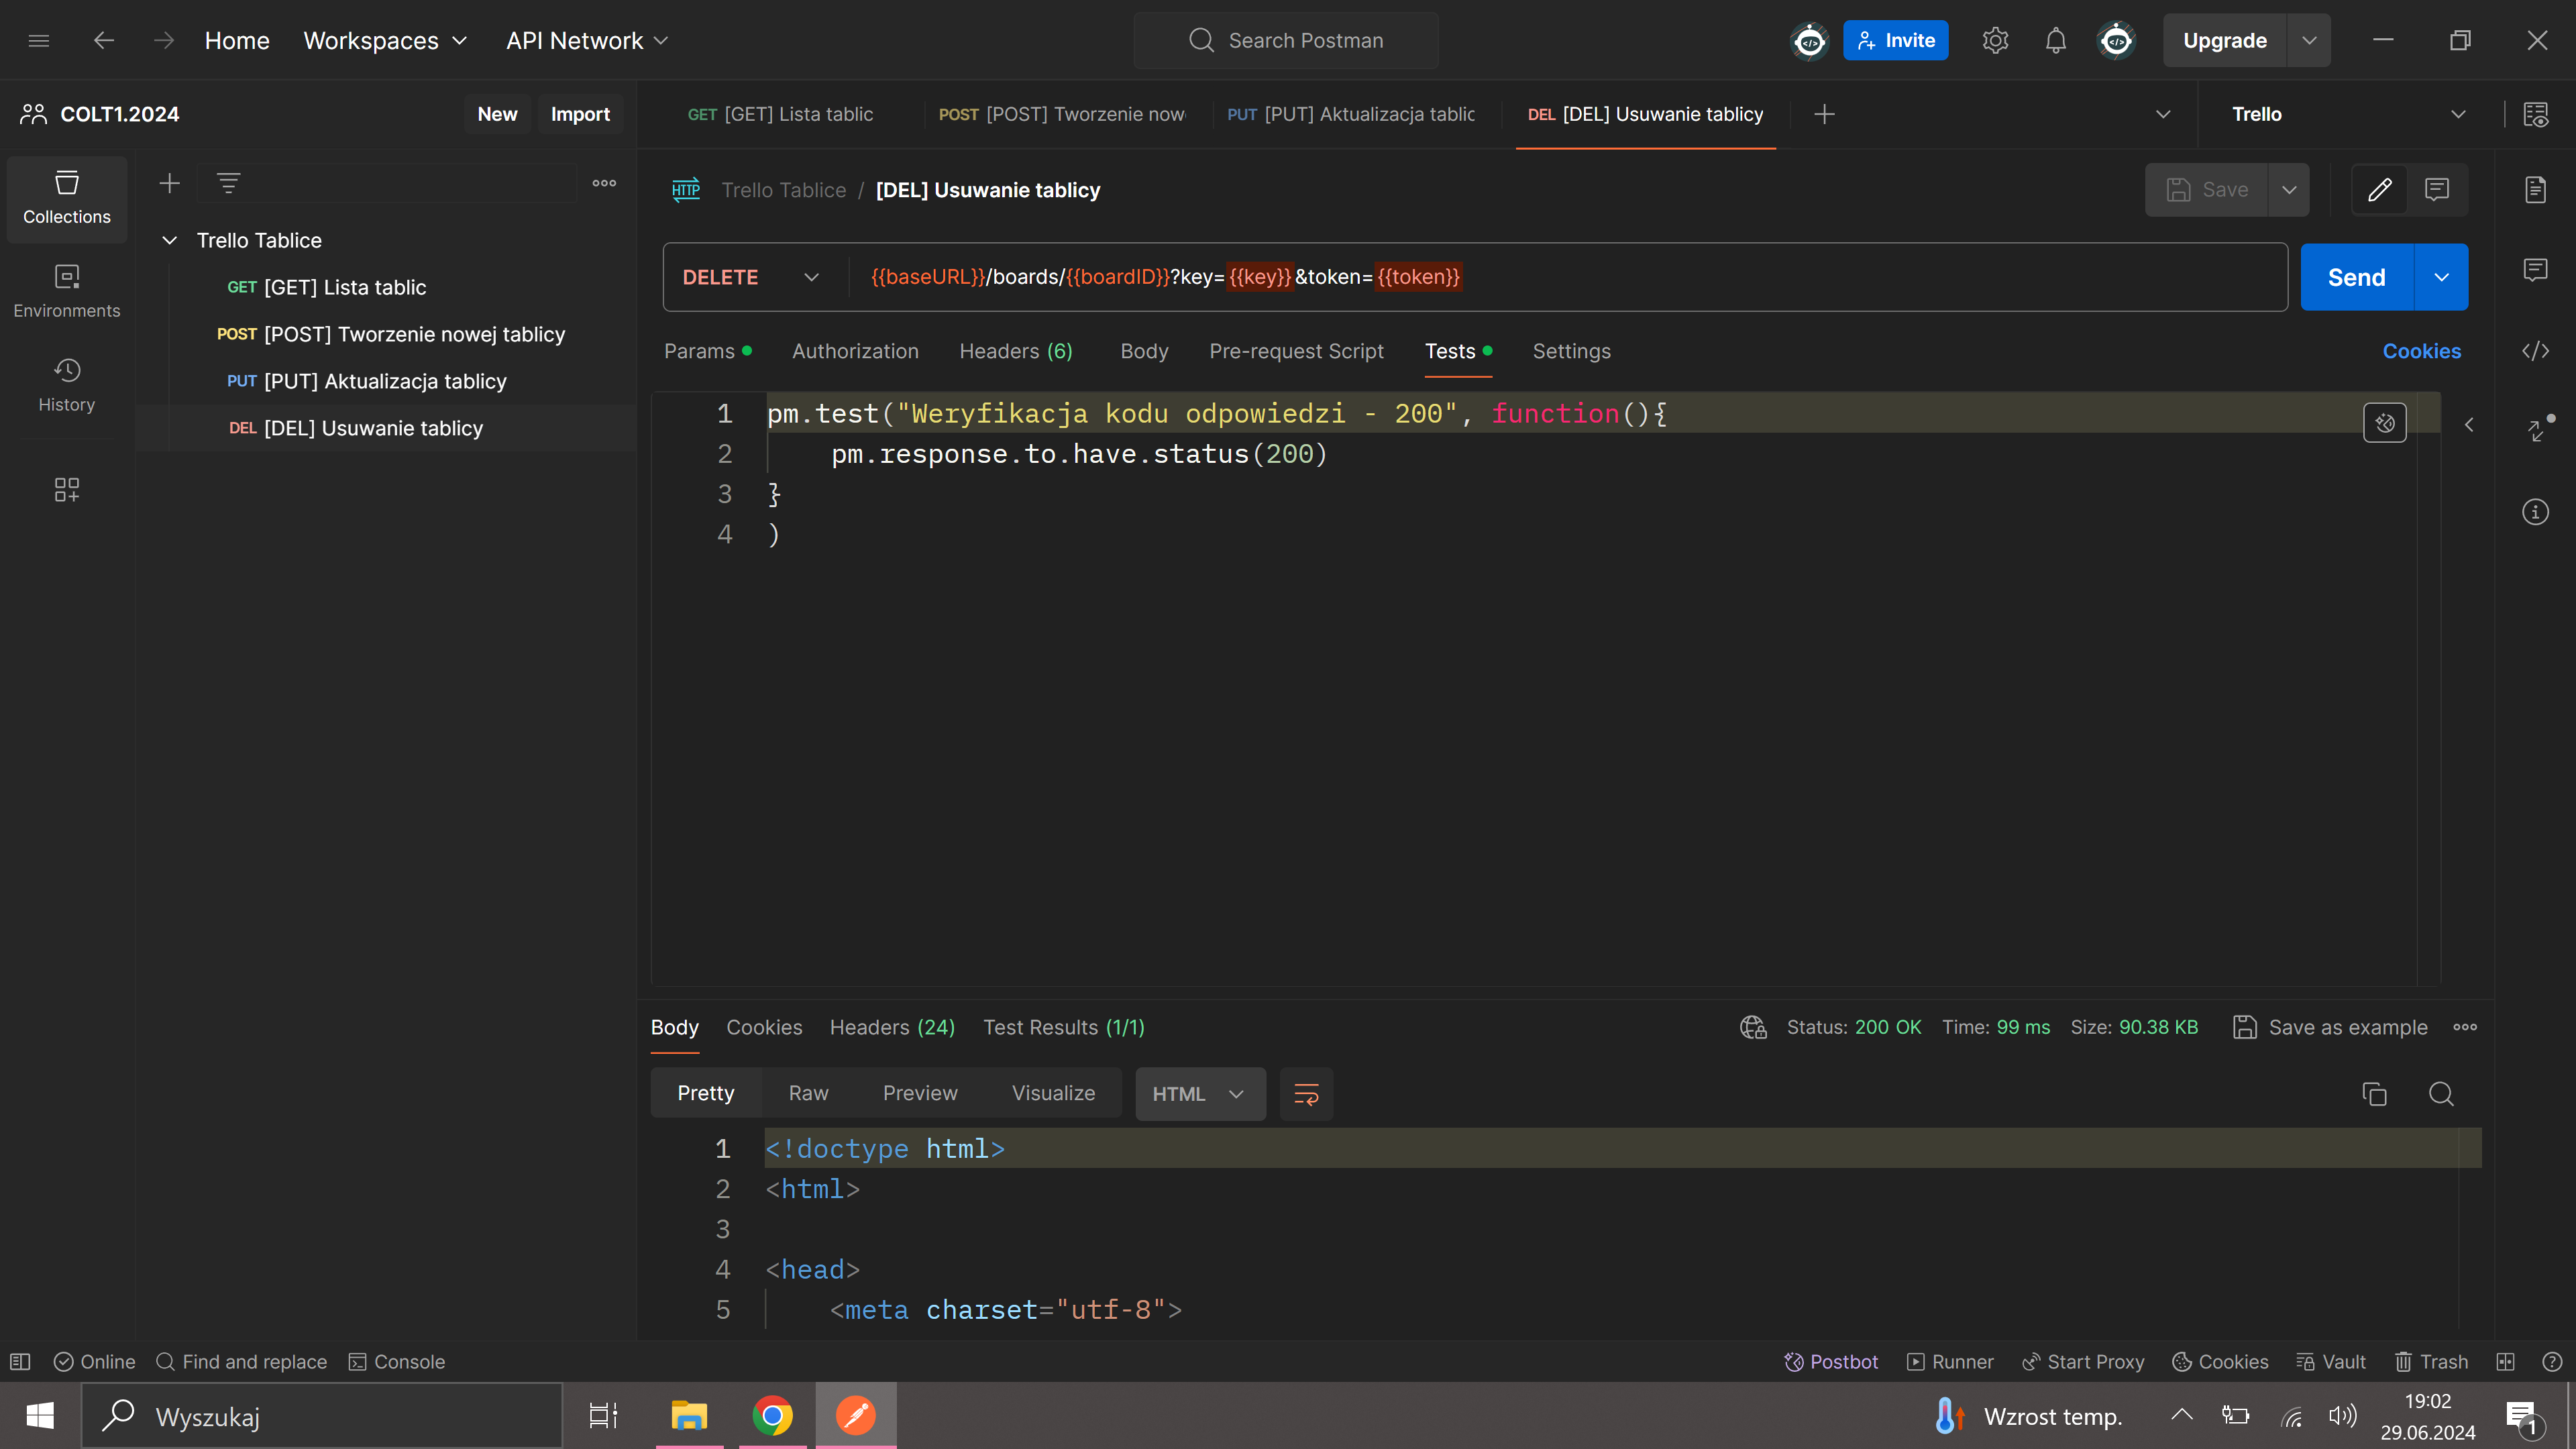 Home Workspaces API Network Search Postman Invite Upgrade
COLT1.2024 New Import GET [GET] Lista tablic POST [POST] Tworzenie now PUT [PUT] Aktualizacja tablic DEL [DEL] Usuwanie tablicy Trello
Collections
Environments
History
Trello Tablice
GET [GET] Lista tablic
POST [POST] Tworzenie nowej tablicy
PUT [PUT] Aktualizacja tablicy
DEL [DEL] Usuwanie tablicy
HTTP Trello Tablice / [DEL] Usuwanie tablicy Save
DELETE {{baseURL}}/boards/{{boardID}}?key={{key}}&token={{token}} Send
Params Authorization Headers (6) Body Pre-request Script Tests Settings Cookies
1 pm.test("Weryfikacja kodu odpowiedzi - 200", function(){
2 pm.response.to.have.status(200)
3 }
4 )
Body Cookies Headers (24) Test Results (1/1) Status: 200 OK Time: 99 ms Size: 90.38 KB Save as example
Pretty Raw Preview Visualize HTML
1 <!doctype html>
2 <html>
3
4 <head>
5 <meta charset="utf-8">
Online Find and replace Console Postbot Runner Start Proxy Cookies Vault Trash
Wyszukaj Wzrost temp. 19:02
29.06.2024 1